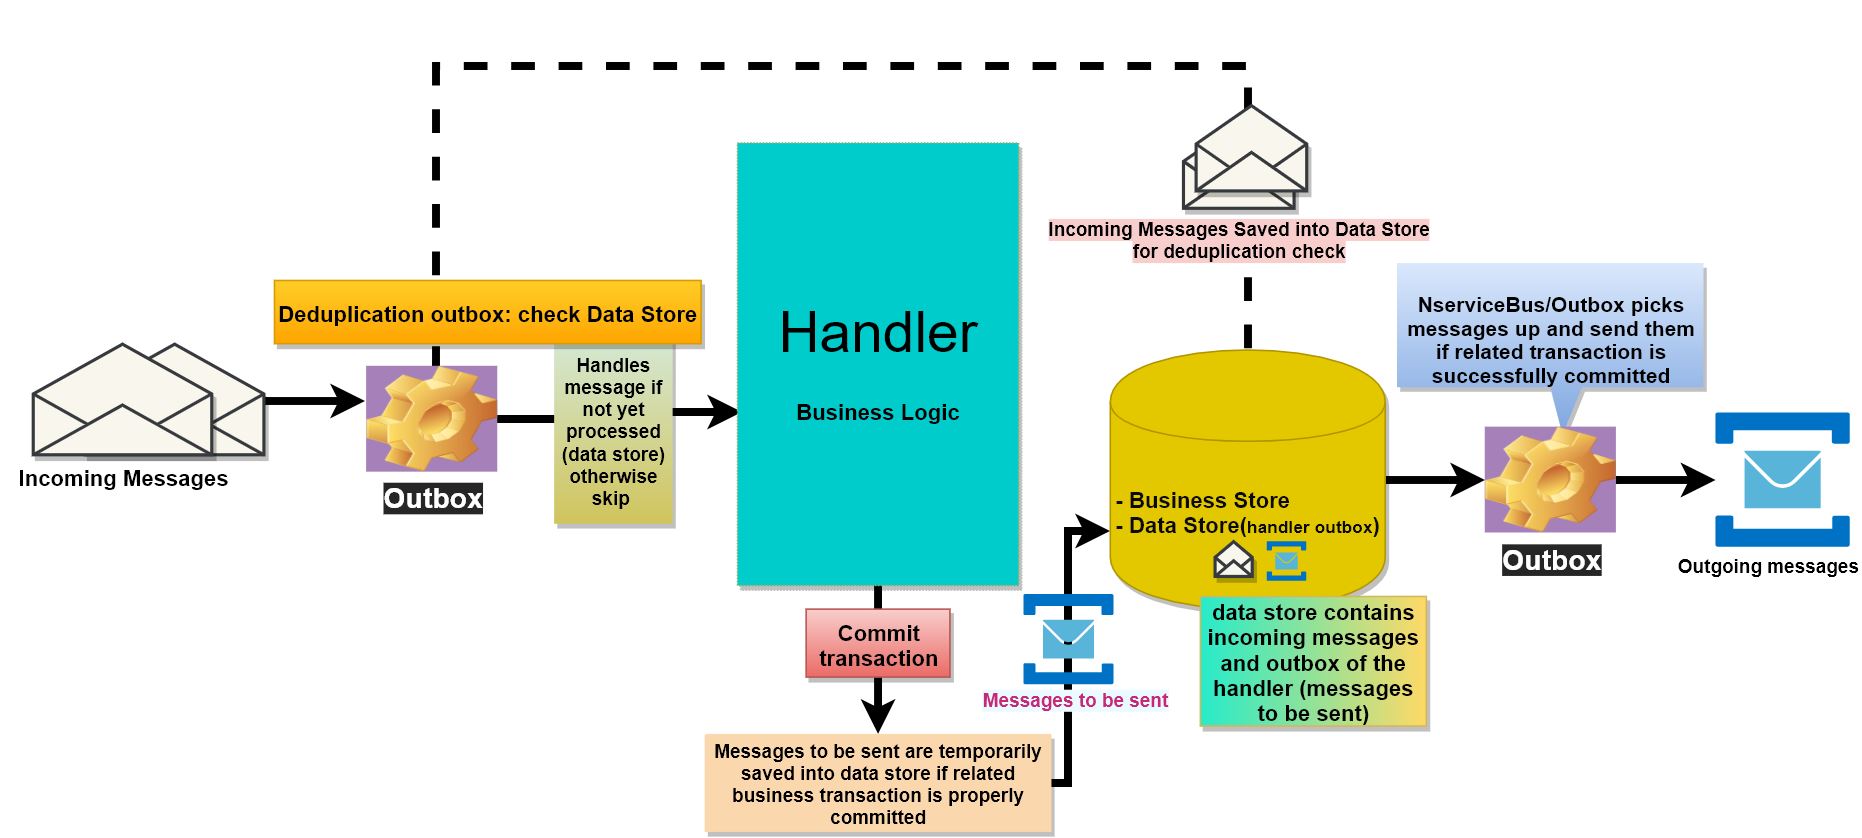 Incoming Messages Saved into Data Store
for deduplication check
Deduplication outbox: check Data Store
Incoming Messages
Outbox
Handles
message if
not yet
processed
(data store)
otherwise
skip
Handler
Business Logic
Commit
transaction
Messages to be sent are temporarily
saved into data store if related
business transaction is properly
committed
Messages to be sent
- Business Store
- Data Store(handler outbox)
data store contains
incoming messages
and outbox of the
handler (messages
to be sent)
NserviceBus/Outbox picks
messages up and send them
if related transaction is
successfully committed
Outbox
Outgoing messages